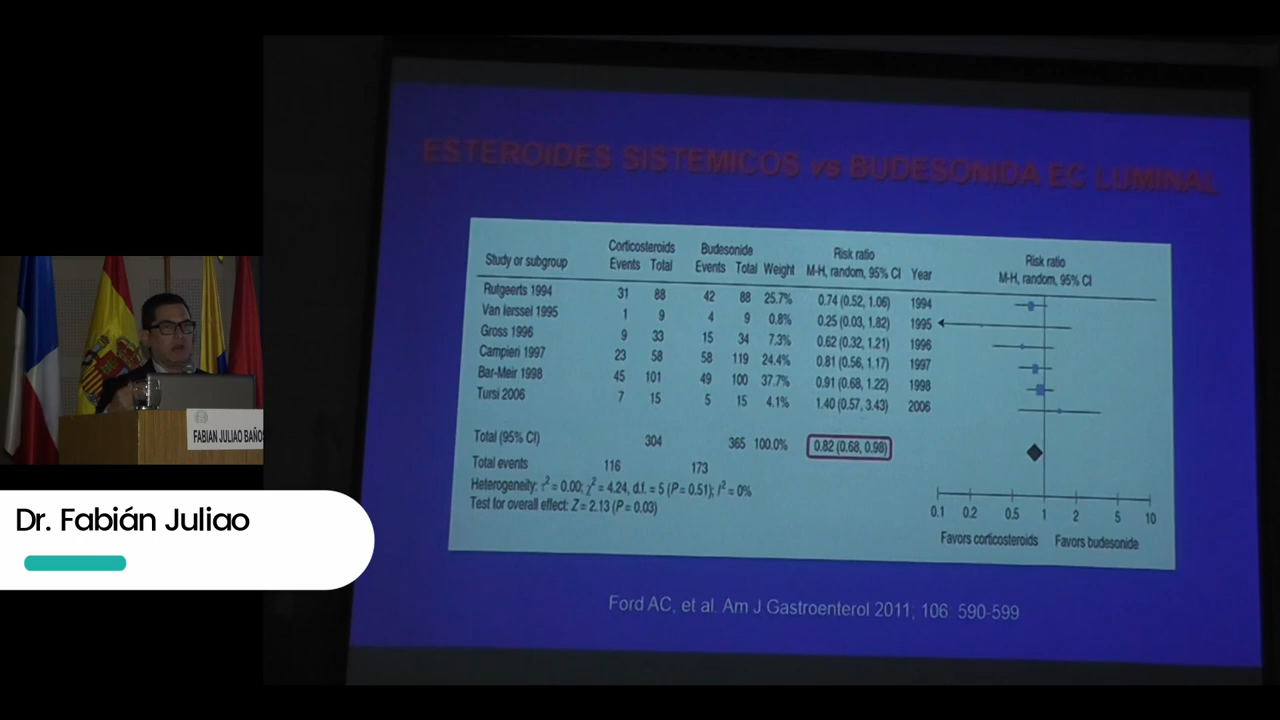 ESTEROIDES SISTEMICOS vs BUDESONIDA EC LUMINAL
Corticosteroids Budesonide Risk ratio Risk ratio
Study or subgroup Events Total Events Total Weight M-H, random, 95% CI Year M-H, random, 95% CI
Rutgeerts 1994 31 88 42 88 25.7% 0.74 (0.52, 1.06) 1994
Van Ierssel 1995 1 9 4 9 0.8% 0.25 (0.03, 1.82) 1995
Gross 1996 9 33 15 34 7.3% 0.62 (0.32, 1.21) 1996
Campieri 1997 23 58 58 119 24.4% 0.81 (0.56, 1.17) 1997
Bar-Meir 1998 45 101 49 100 37.7% 0.91 (0.68, 1.22) 1998
Tursi 2006 7 15 5 15 4.1% 1.40 (0.57, 3.43) 2006
Total (95% CI) 304 365 100.0% 0.82 (0.68, 0.98)
Total events 116 173
Heterogeneity: τ² = 0.00; χ² = 4.24, d.f. = 5 (P = 0.51); I² = 0%
Test for overall effect: Z = 2.13 (P = 0.03)
0.1 0.2 0.5 1 2 5 10
Favors corticosteroids Favors budesonide
Ford AC, et al. Am J Gastroenterol 2011; 106: 590-599
FABIAN JULIAO BAÑOS
Dr. Fabián Juliao